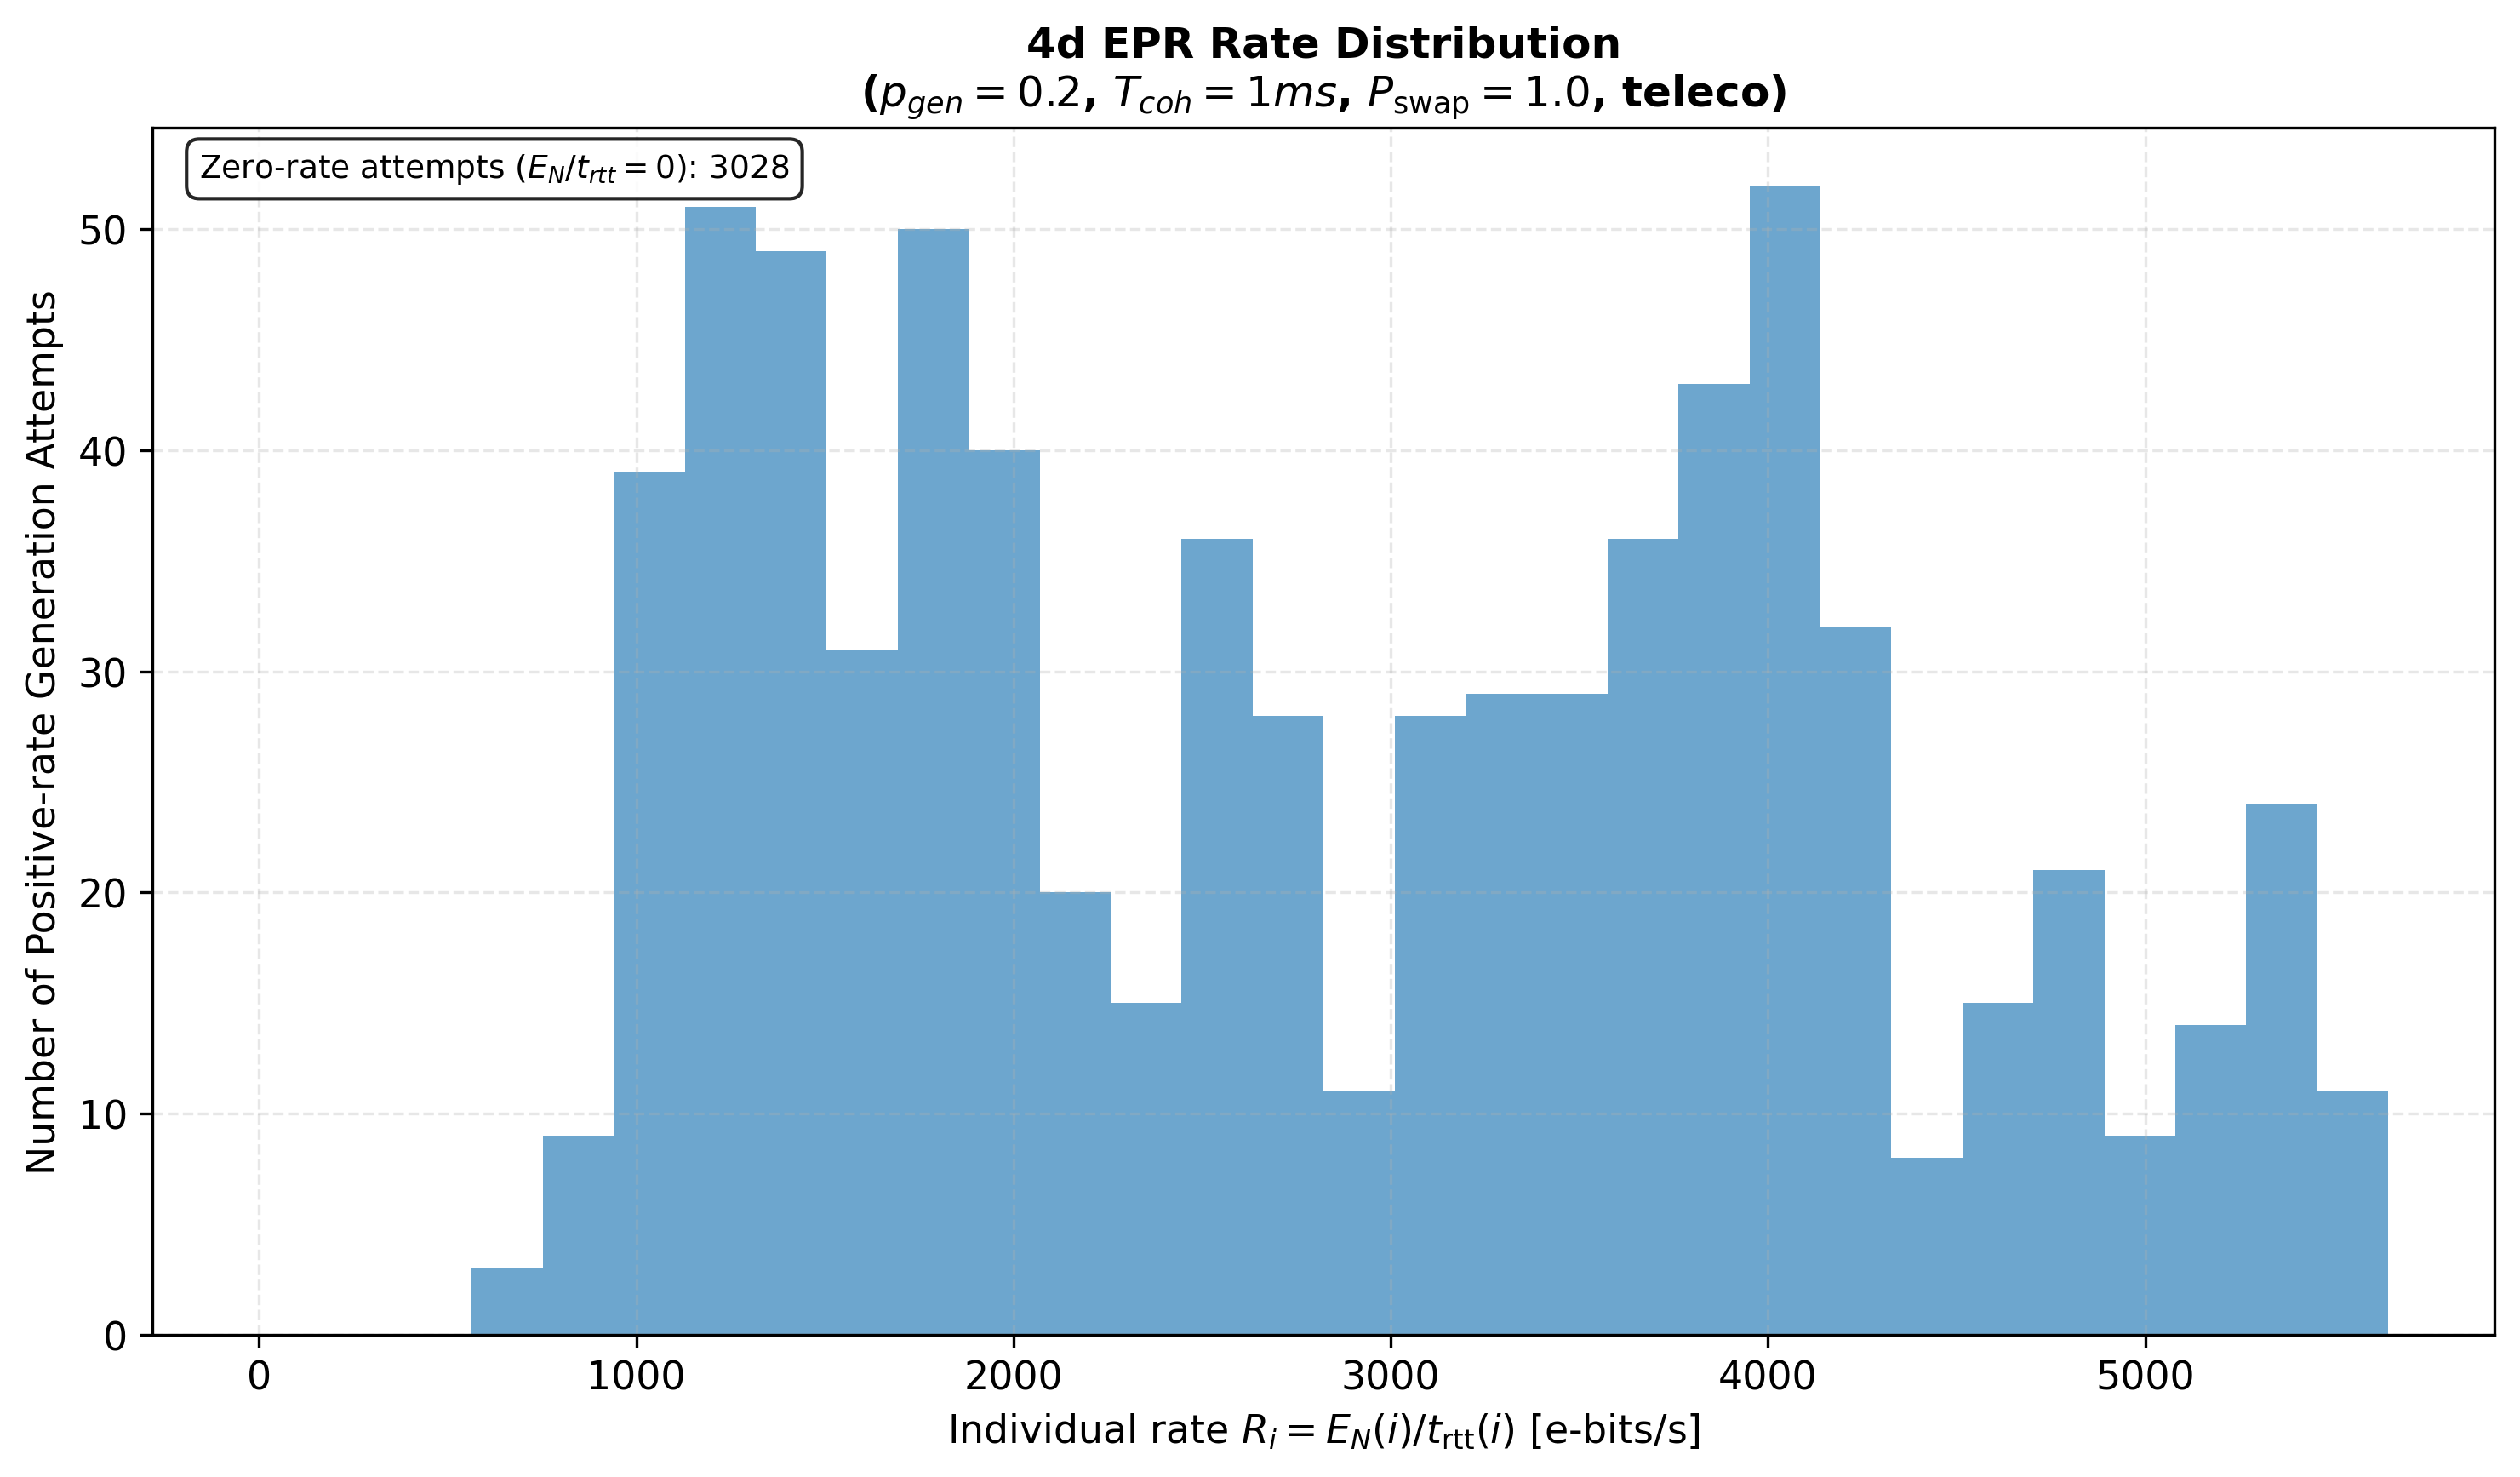 4d EPR Rate Distribution
(p_gen = 0.2, T_coh = 1ms, P_swap = 1.0, teleco)
Zero-rate attempts (E_N/t_rtt = 0): 3028
Number of Positive-rate Generation Attempts
50
40
30
20
10
0
0 1000 2000 3000 4000 5000
Individual rate R_i = E_N(i)/t_rtt(i) [e-bits/s]